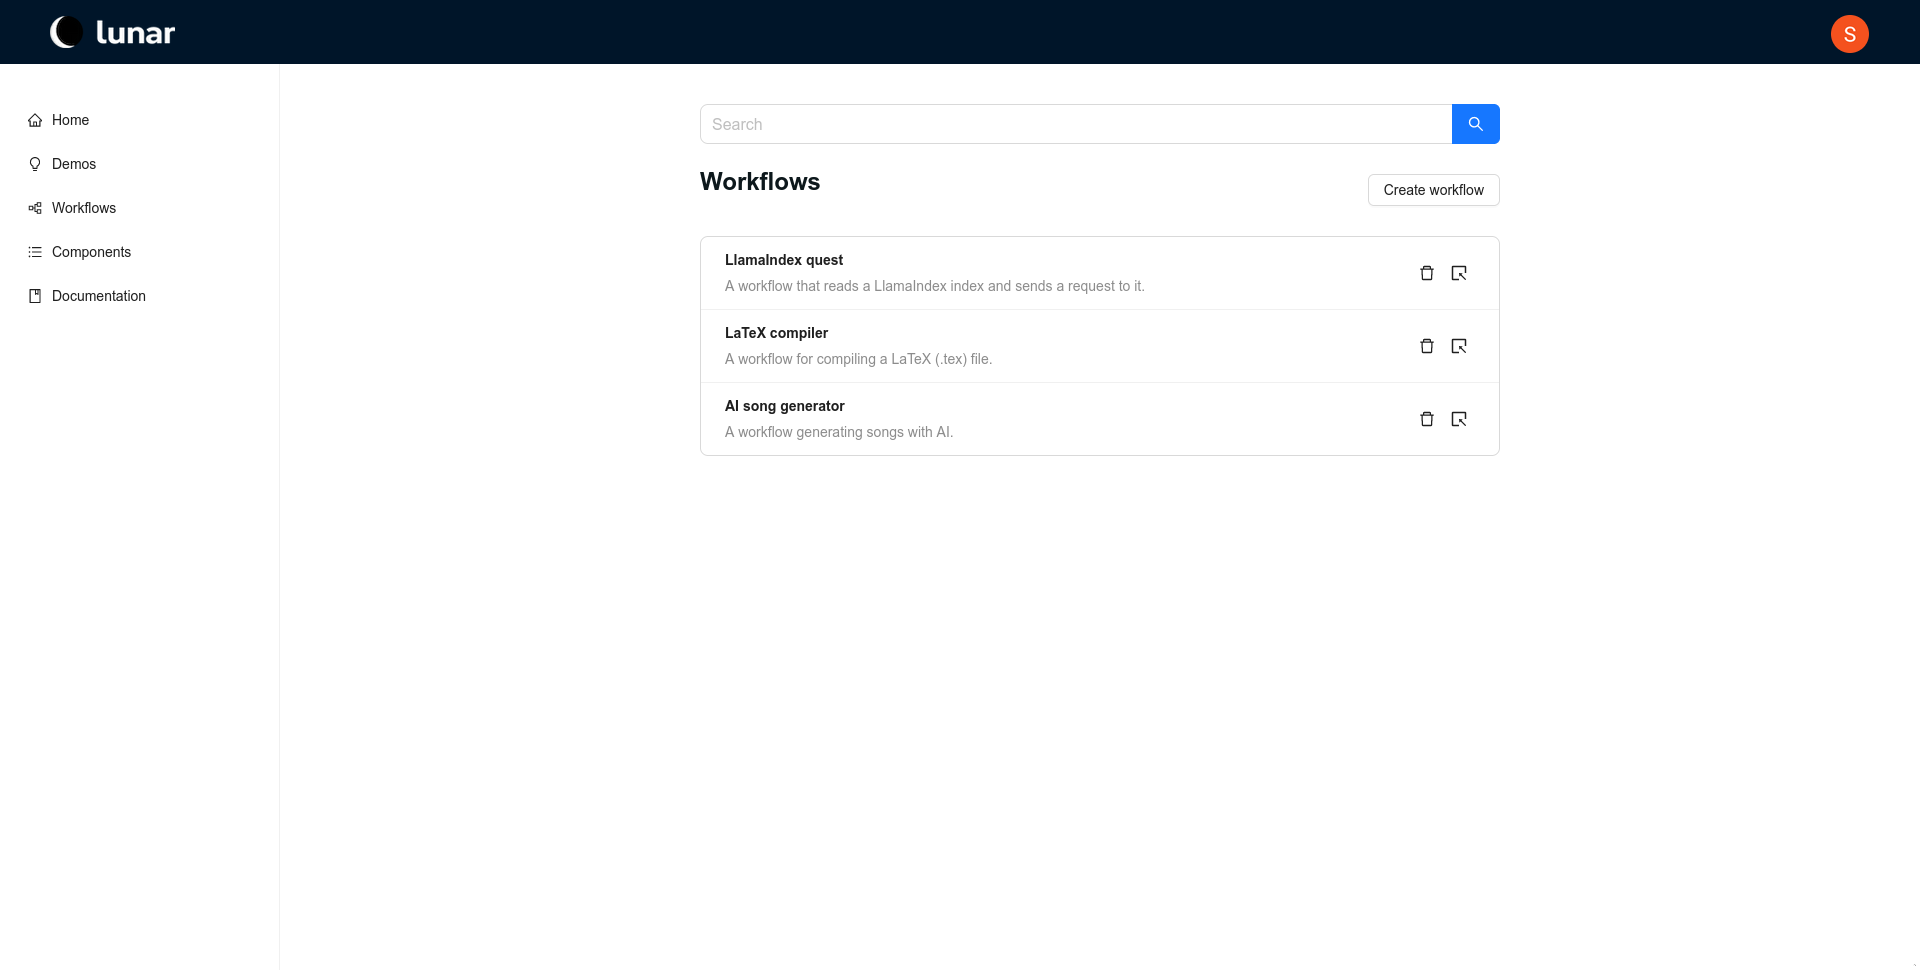 lunar
S
Home
Demos
Workflows
Components
Documentation
Search
Workflows
Create workflow
LlamaIndex quest
A workflow that reads a LlamaIndex index and sends a request to it.
LaTeX compiler
A workflow for compiling a LaTeX (.tex) file.
AI song generator
A workflow generating songs with AI.